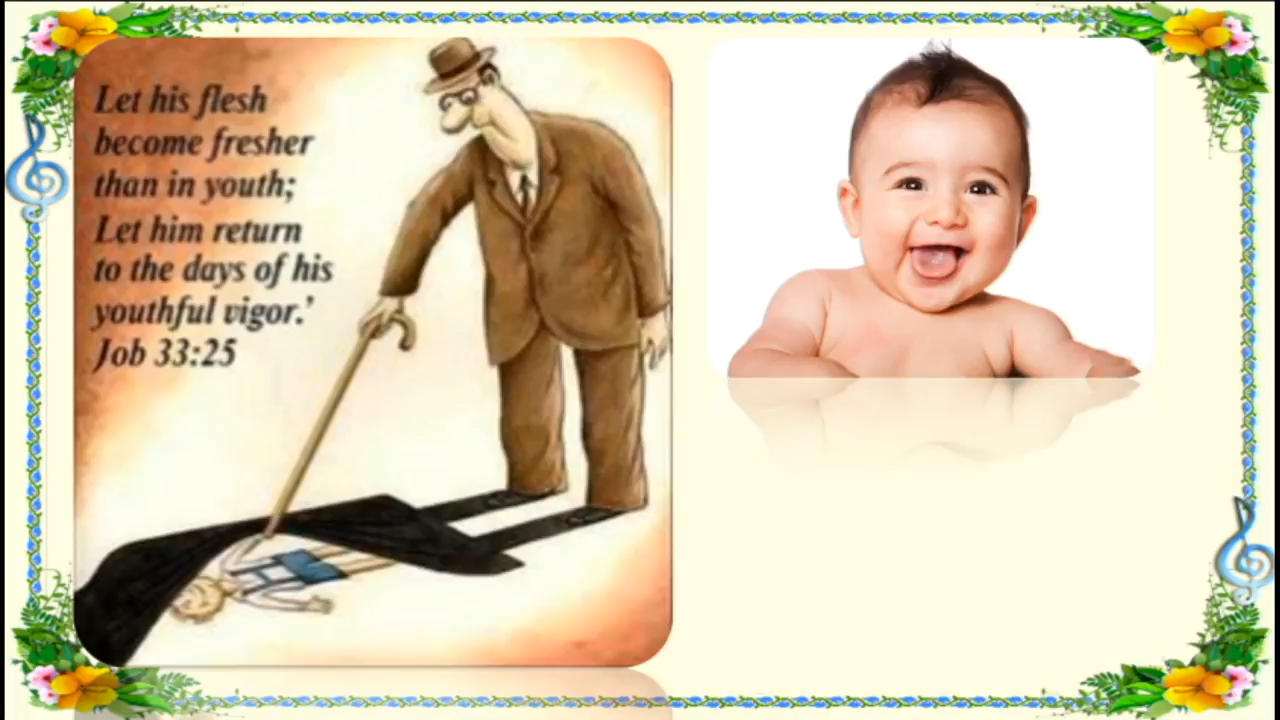 Let his flesh
become fresher
than in youth;
Let him return
to the days of his
youthful vigor.’
Job 33:25